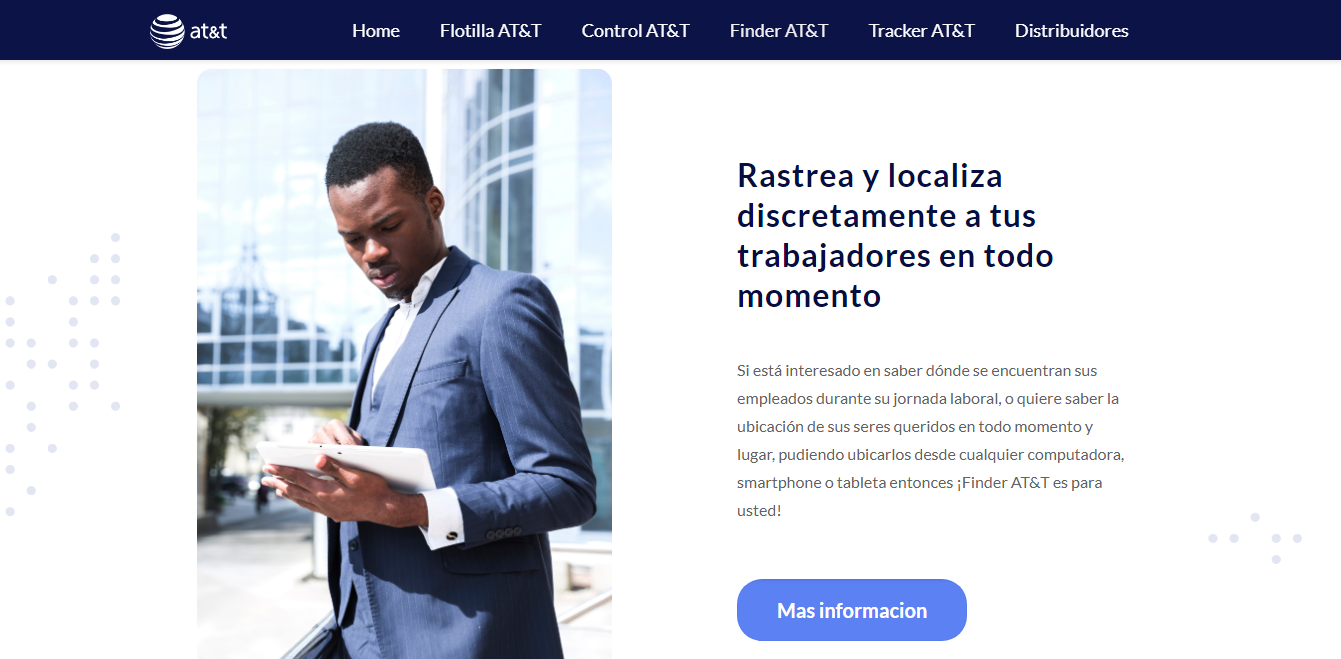 at&t
Home Flotilla AT&T Control AT&T Finder AT&T Tracker AT&T Distribuidores
Rastrea y localiza
discretamente a tus
trabajadores en todo
momento
Si está interesado en saber dónde se encuentran sus
empleados durante su jornada laboral, o quiere saber la
ubicación de sus seres queridos en todo momento y
lugar, pudiendo ubicarlos desde cualquier computadora,
smartphone o tableta entonces ¡Finder AT&T es para
usted!
Mas informacion